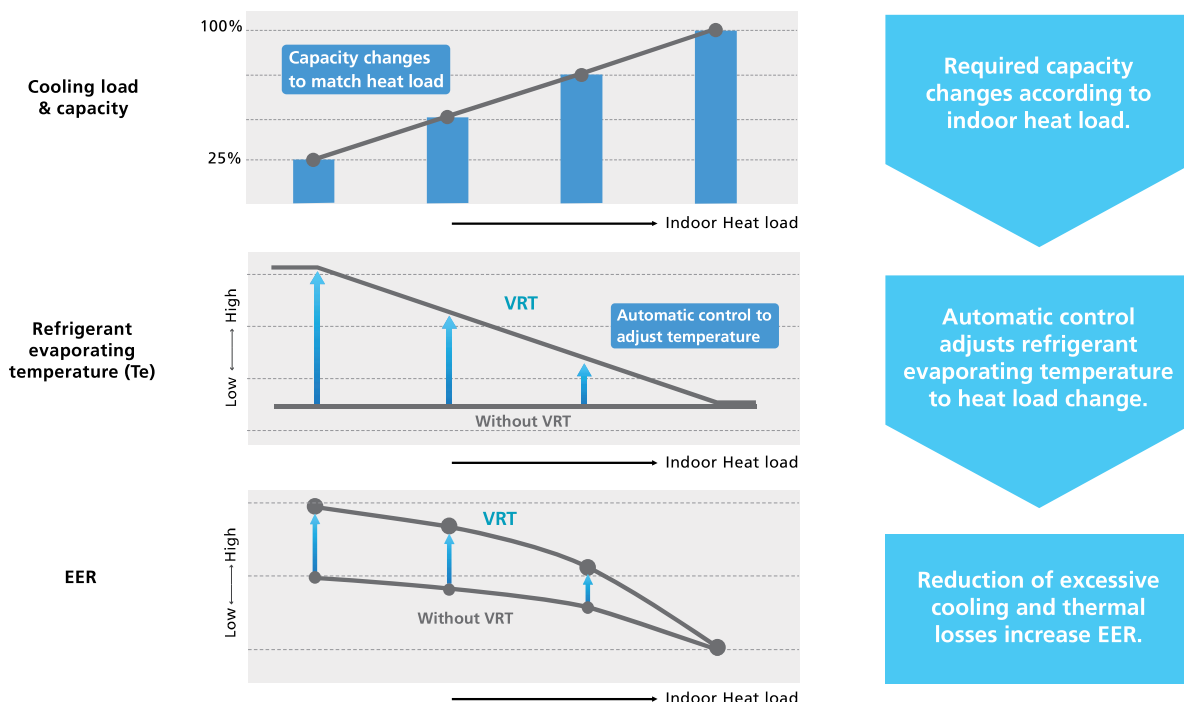 Cooling load
& capacity
100%
25%
Capacity changes
to match heat load
Indoor Heat load
Required capacity
changes according to
indoor heat load.
Refrigerant
evaporating
temperature (Te)
Low
High
VRT
Automatic control to
adjust temperature
Without VRT
Indoor Heat load
Automatic control
adjusts refrigerant
evaporating temperature
to heat load change.
EER
Low
High
VRT
Without VRT
Indoor Heat load
Reduction of excessive
cooling and thermal
losses increase EER.